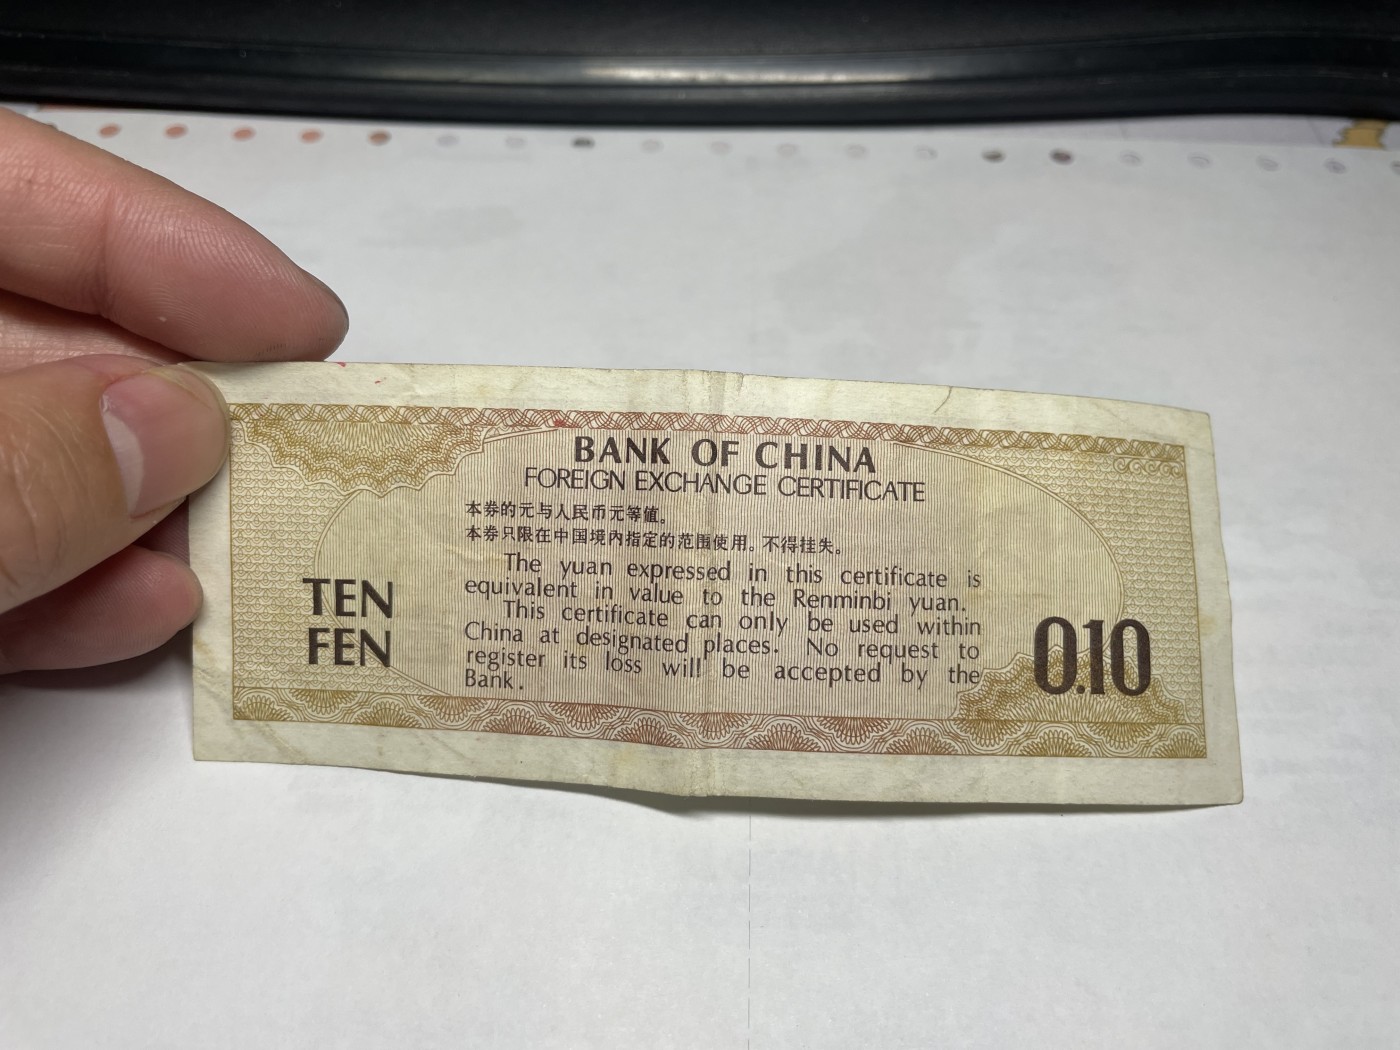 BANK OF CHINA
FOREIGN EXCHANGE CERTIFICATE
本券的元与人民币元等值。
本券只限在中国境内指定的范围使用。不得挂失。
The yuan expressed in this certificate is
equivalent in value to the Renminbi yuan.
This certificate can only be used within
China at designated places. No request to
register its loss will be accepted by the
Bank.
TEN
FEN
0.10